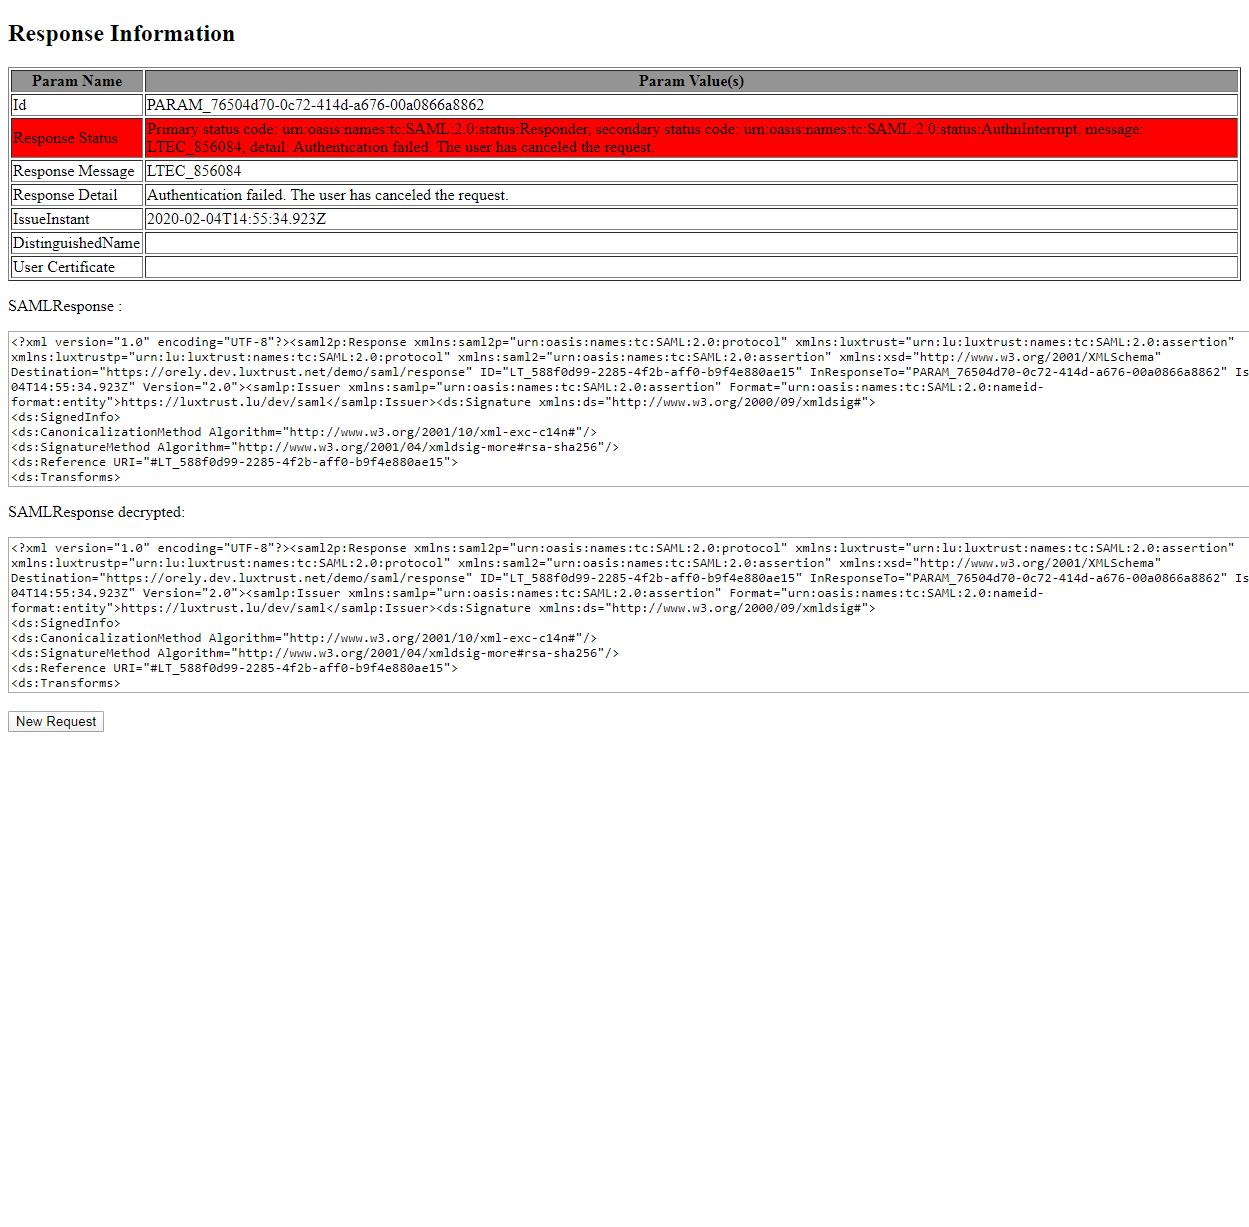 Response Information
Param Name Param Value(s)
Id PARAM_76504d70-0c72-414d-a676-00a0866a8862
Response Status Primary status code: urn:oasis:names:tc:SAML:2.0:status:Responder, secondary status code: urn:oasis:names:tc:SAML:2.0:status:AuthnInterrupt, message:
LTEC_856084, detail: Authentication failed. The user has canceled the request.
Response Message LTEC_856084
Response Detail Authentication failed. The user has canceled the request.
IssueInstant 2020-02-04T14:55:34.923Z
DistinguishedName
User Certificate
SAMLResponse :
<?xml version="1.0" encoding="UTF-8"?><saml2p:Response xmlns:saml2p="urn:oasis:names:tc:SAML:2.0:protocol" xmlns:luxtrust="urn:lu:luxtrust:names:tc:SAML:2.0:assertion"
xmlns:luxtrustp="urn:lu:luxtrust:names:tc:SAML:2.0:protocol" xmlns:saml2="urn:oasis:names:tc:SAML:2.0:assertion" xmlns:xsd="http://www.w3.org/2001/XMLSchema"
Destination="https://orely.dev.luxtrust.net/demo/saml/response" ID="LT_588f0d99-2285-4f2b-aff0-b9f4e880ae15" InResponseTo="PARAM_76504d70-0c72-414d-a676-00a0866a8862" Is
04T14:55:34.923Z" Version="2.0"><samlp:Issuer xmlns:samlp="urn:oasis:names:tc:SAML:2.0:assertion" Format="urn:oasis:names:tc:SAML:2.0:nameid-
format:entity">https://luxtrust.lu/dev/saml</samlp:Issuer><ds:Signature xmlns:ds="http://www.w3.org/2000/09/xmldsig#">
<ds:SignedInfo>
<ds:CanonicalizationMethod Algorithm="http://www.w3.org/2001/10/xml-exc-c14n#"/>
<ds:SignatureMethod Algorithm="http://www.w3.org/2001/04/xmldsig-more#rsa-sha256"/>
<ds:Reference URI="#LT_588f0d99-2285-4f2b-aff0-b9f4e880ae15">
<ds:Transforms>
SAMLResponse decrypted:
<?xml version="1.0" encoding="UTF-8"?><saml2p:Response xmlns:saml2p="urn:oasis:names:tc:SAML:2.0:protocol" xmlns:luxtrust="urn:lu:luxtrust:names:tc:SAML:2.0:assertion"
xmlns:luxtrustp="urn:lu:luxtrust:names:tc:SAML:2.0:protocol" xmlns:saml2="urn:oasis:names:tc:SAML:2.0:assertion" xmlns:xsd="http://www.w3.org/2001/XMLSchema"
Destination="https://orely.dev.luxtrust.net/demo/saml/response" ID="LT_588f0d99-2285-4f2b-aff0-b9f4e880ae15" InResponseTo="PARAM_76504d70-0c72-414d-a676-00a0866a8862" Is
04T14:55:34.923Z" Version="2.0"><samlp:Issuer xmlns:samlp="urn:oasis:names:tc:SAML:2.0:assertion" Format="urn:oasis:names:tc:SAML:2.0:nameid-
format:entity">https://luxtrust.lu/dev/saml</samlp:Issuer><ds:Signature xmlns:ds="http://www.w3.org/2000/09/xmldsig#">
<ds:SignedInfo>
<ds:CanonicalizationMethod Algorithm="http://www.w3.org/2001/10/xml-exc-c14n#"/>
<ds:SignatureMethod Algorithm="http://www.w3.org/2001/04/xmldsig-more#rsa-sha256"/>
<ds:Reference URI="#LT_588f0d99-2285-4f2b-aff0-b9f4e880ae15">
<ds:Transforms>
New Request